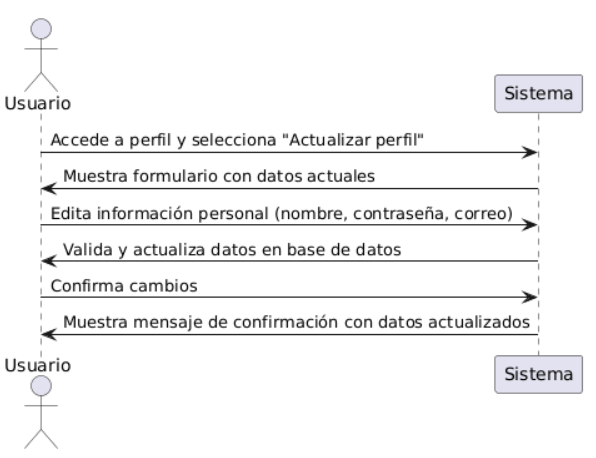 Usuario
Sistema
Accede a perfil y selecciona "Actualizar perfil"
Muestra formulario con datos actuales
Edita información personal (nombre, contraseña, correo)
Valida y actualiza datos en base de datos
Confirma cambios
Muestra mensaje de confirmación con datos actualizados
Usuario
Sistema